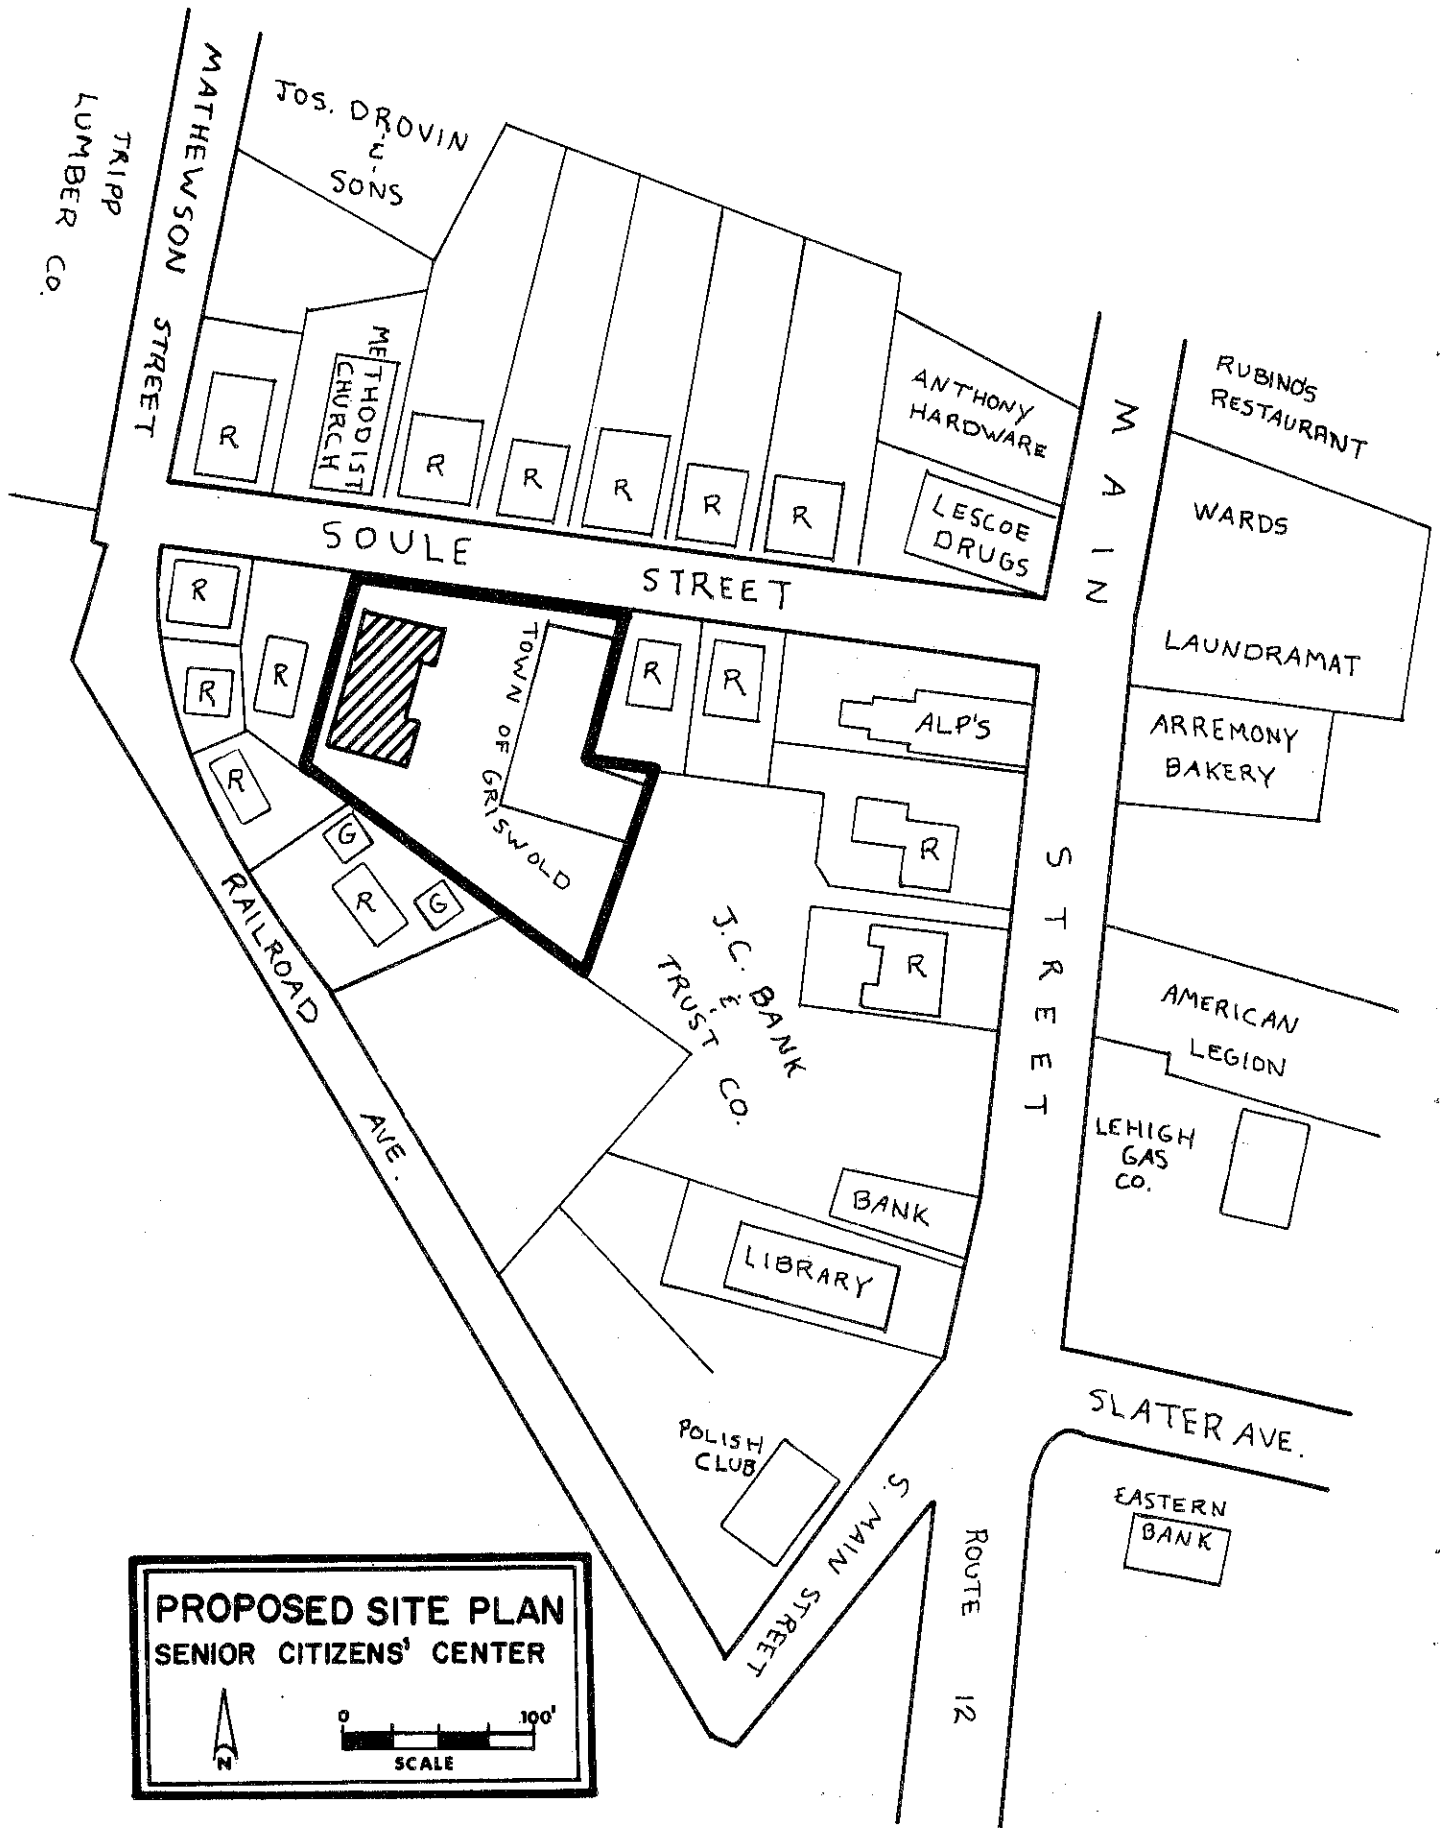 MATHEWSON STREET
TRIPP
LUMBER CO.
JOS. DROVIN
-&-
SONS
METHODIST
CHURCH
R
R
R
R
R
R
ANTHONY
HARDWARE
LESCOE
DRUGS
RUBINO'S
RESTAURANT
WARDS
LAUNDRAMAT
ARREMONY
BAKERY
SOULE STREET
MAIN STREET
R
R
R
R
R
G
G
TOWN OF GRISWOLD
R
R
ALP'S
R
R
J.C. BANK
&
TRUST CO.
AMERICAN
LEGION
LEHIGH
GAS
CO.
BANK
LIBRARY
RAILROAD AVE.
POLISH
CLUB
S. MAIN STREET
SLATER AVE.
EASTERN
BANK
ROUTE 12
PROPOSED SITE PLAN
SENIOR CITIZENS' CENTER
N
0 100'
SCALE